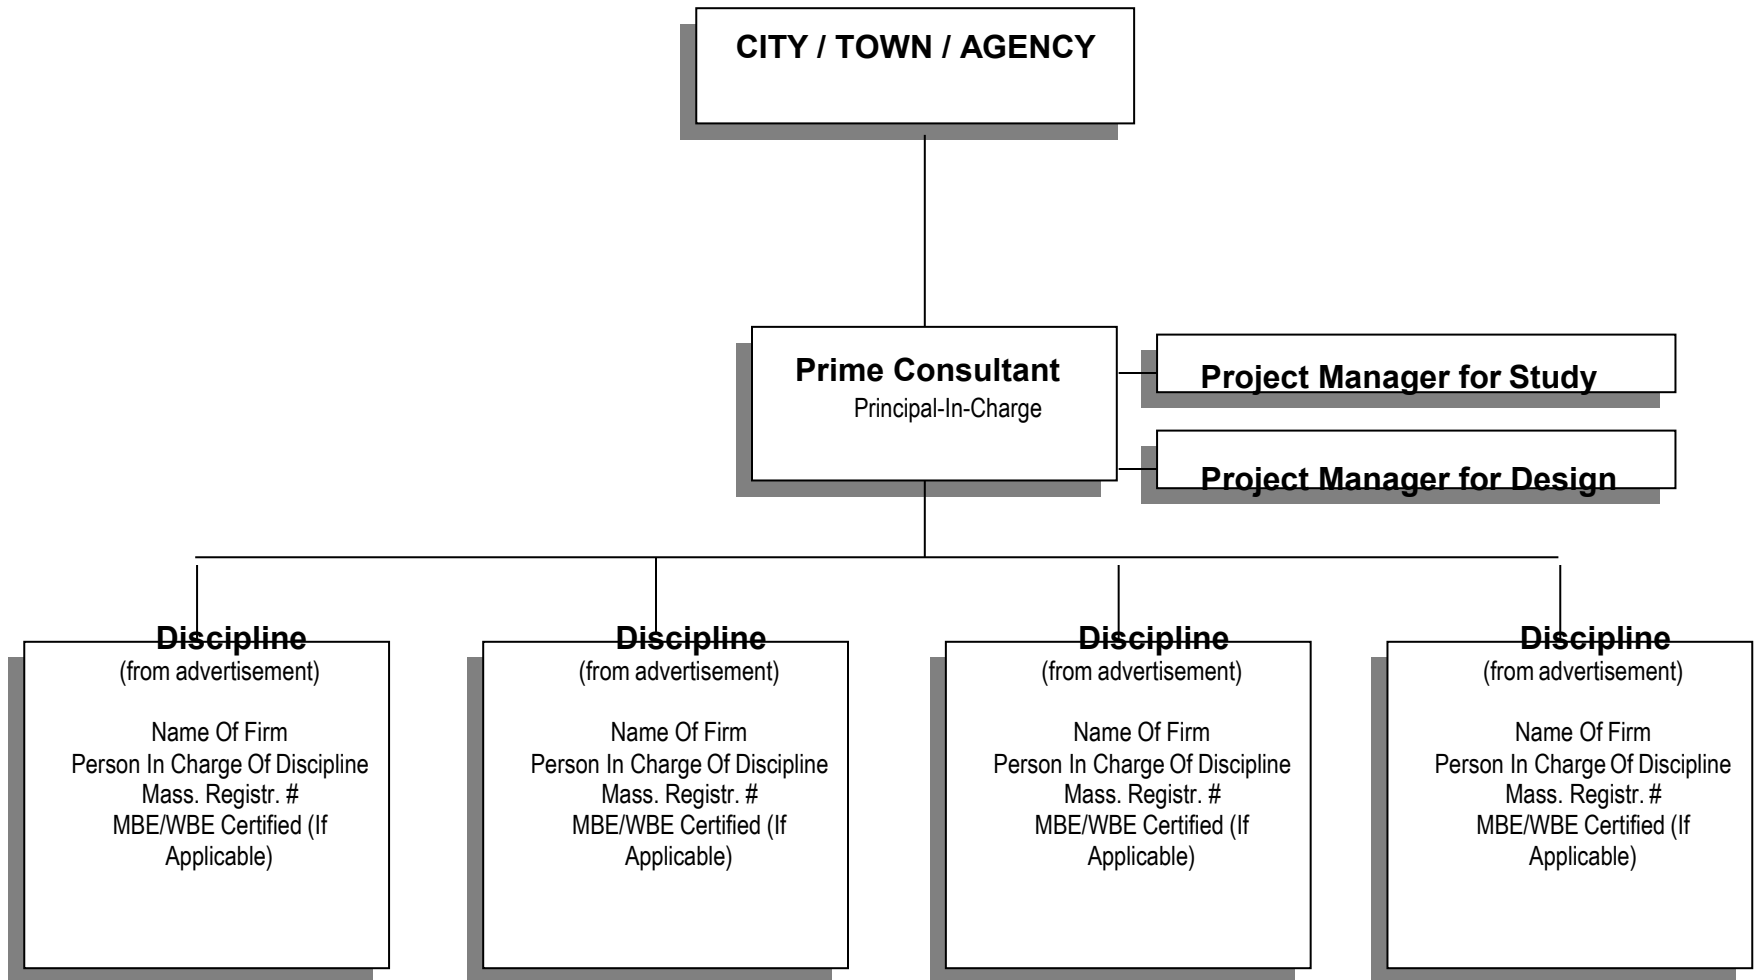 CITY / TOWN / AGENCY
Prime Consultant
Principal-In-Charge
Project Manager for Study
Project Manager for Design
Discipline
(from advertisement)
Name Of Firm
Person In Charge Of Discipline
Mass. Registr. #
MBE/WBE Certified (If
Applicable)
Discipline
(from advertisement)
Name Of Firm
Person In Charge Of Discipline
Mass. Registr. #
MBE/WBE Certified (If
Applicable)
Discipline
(from advertisement)
Name Of Firm
Person In Charge Of Discipline
Mass. Registr. #
MBE/WBE Certified (If
Applicable)
Discipline
(from advertisement)
Name Of Firm
Person In Charge Of Discipline
Mass. Registr. #
MBE/WBE Certified (If
Applicable)